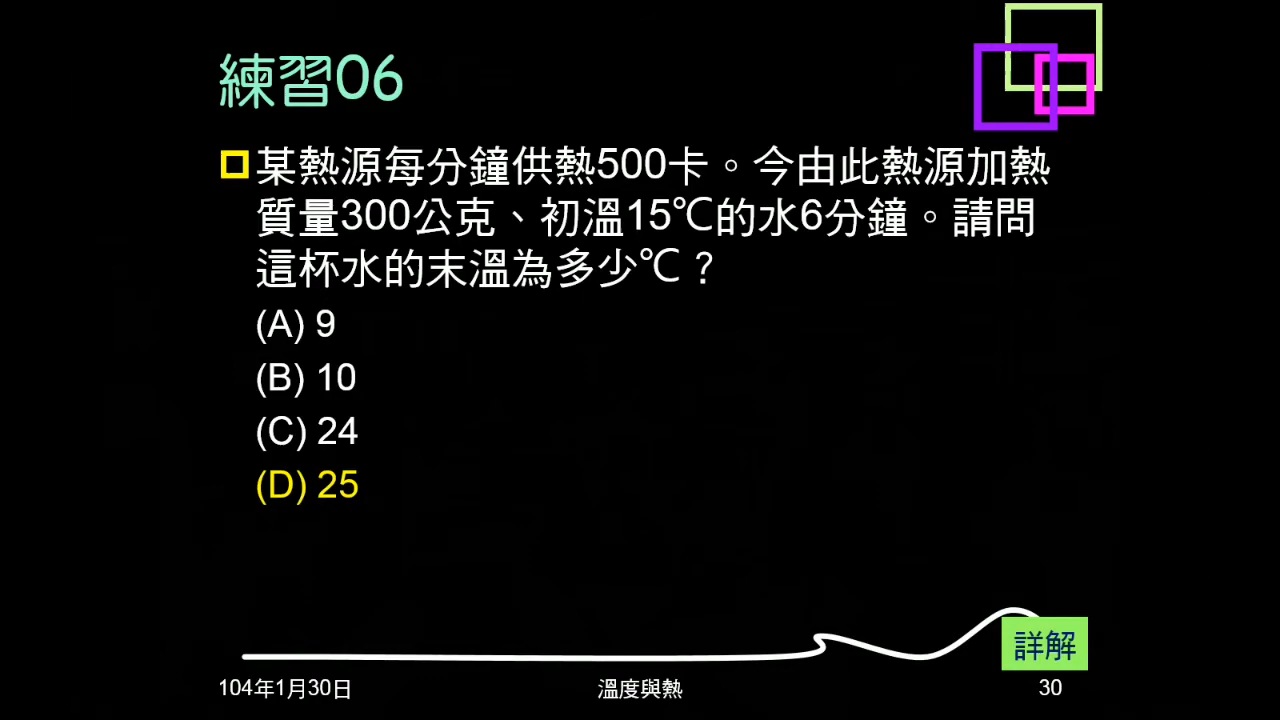 練習06
某熱源每分鐘供熱500卡。今由此熱源加熱
質量300公克、初溫15℃的水6分鐘。請問
這杯水的末溫為多少℃？
(A) 9
(B) 10
(C) 24
(D) 25
詳解
104年1月30日
溫度與熱
30